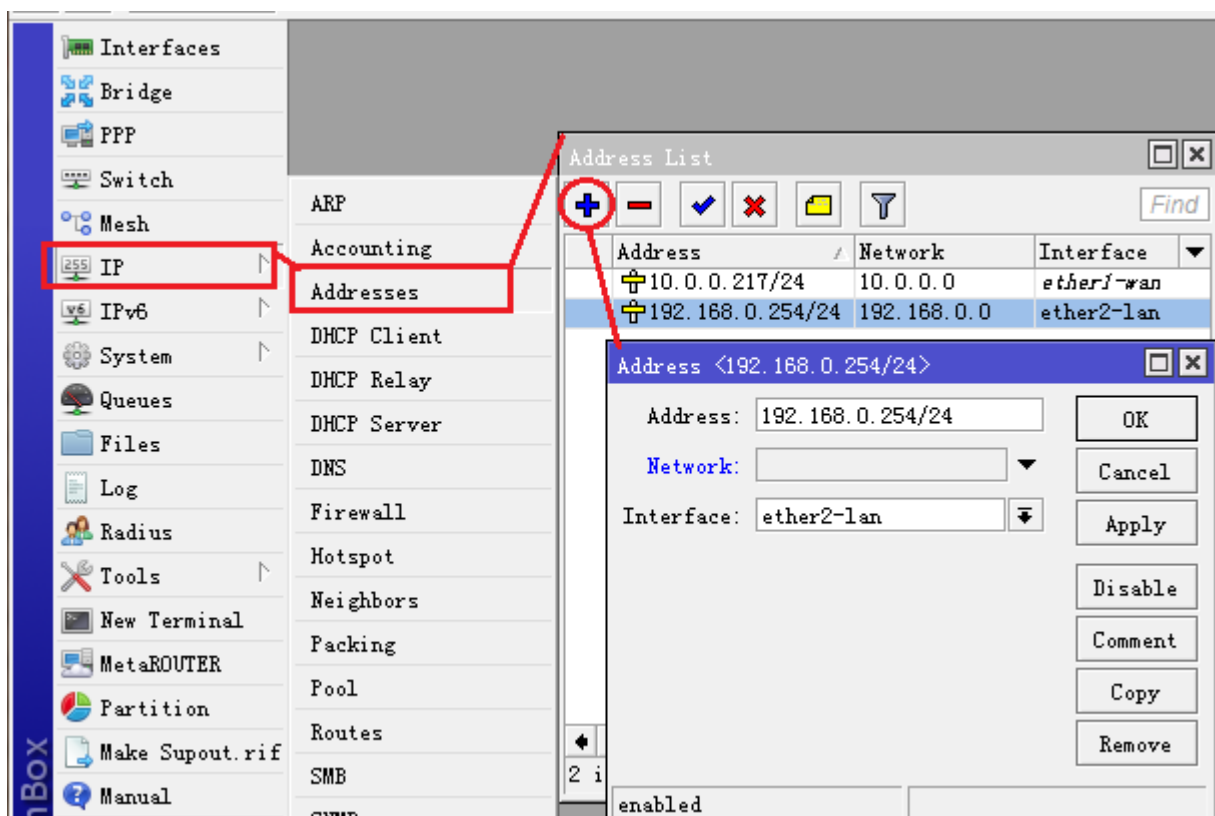 Interfaces
Bridge
PPP
Switch
Mesh
255 IP
v6 IPv6
System
Queues
Files
Log
Radius
Tools
New Terminal
MetaROUTER
Partition
Make Supout.rif
Manual
nBox
ARP
Accounting
Addresses
DHCP Client
DHCP Relay
DHCP Server
DNS
Firewall
Hotspot
Neighbors
Packing
Pool
Routes
SMB
Address List
Find
Address Network Interface
10.0.0.217/24 10.0.0.0 ether1-wan
192.168.0.254/24 192.168.0.0 ether2-lan
Address <192.168.0.254/24>
Address: 192.168.0.254/24
Network:
Interface: ether2-lan
OK
Cancel
Apply
Disable
Comment
Copy
Remove
2 i
enabled